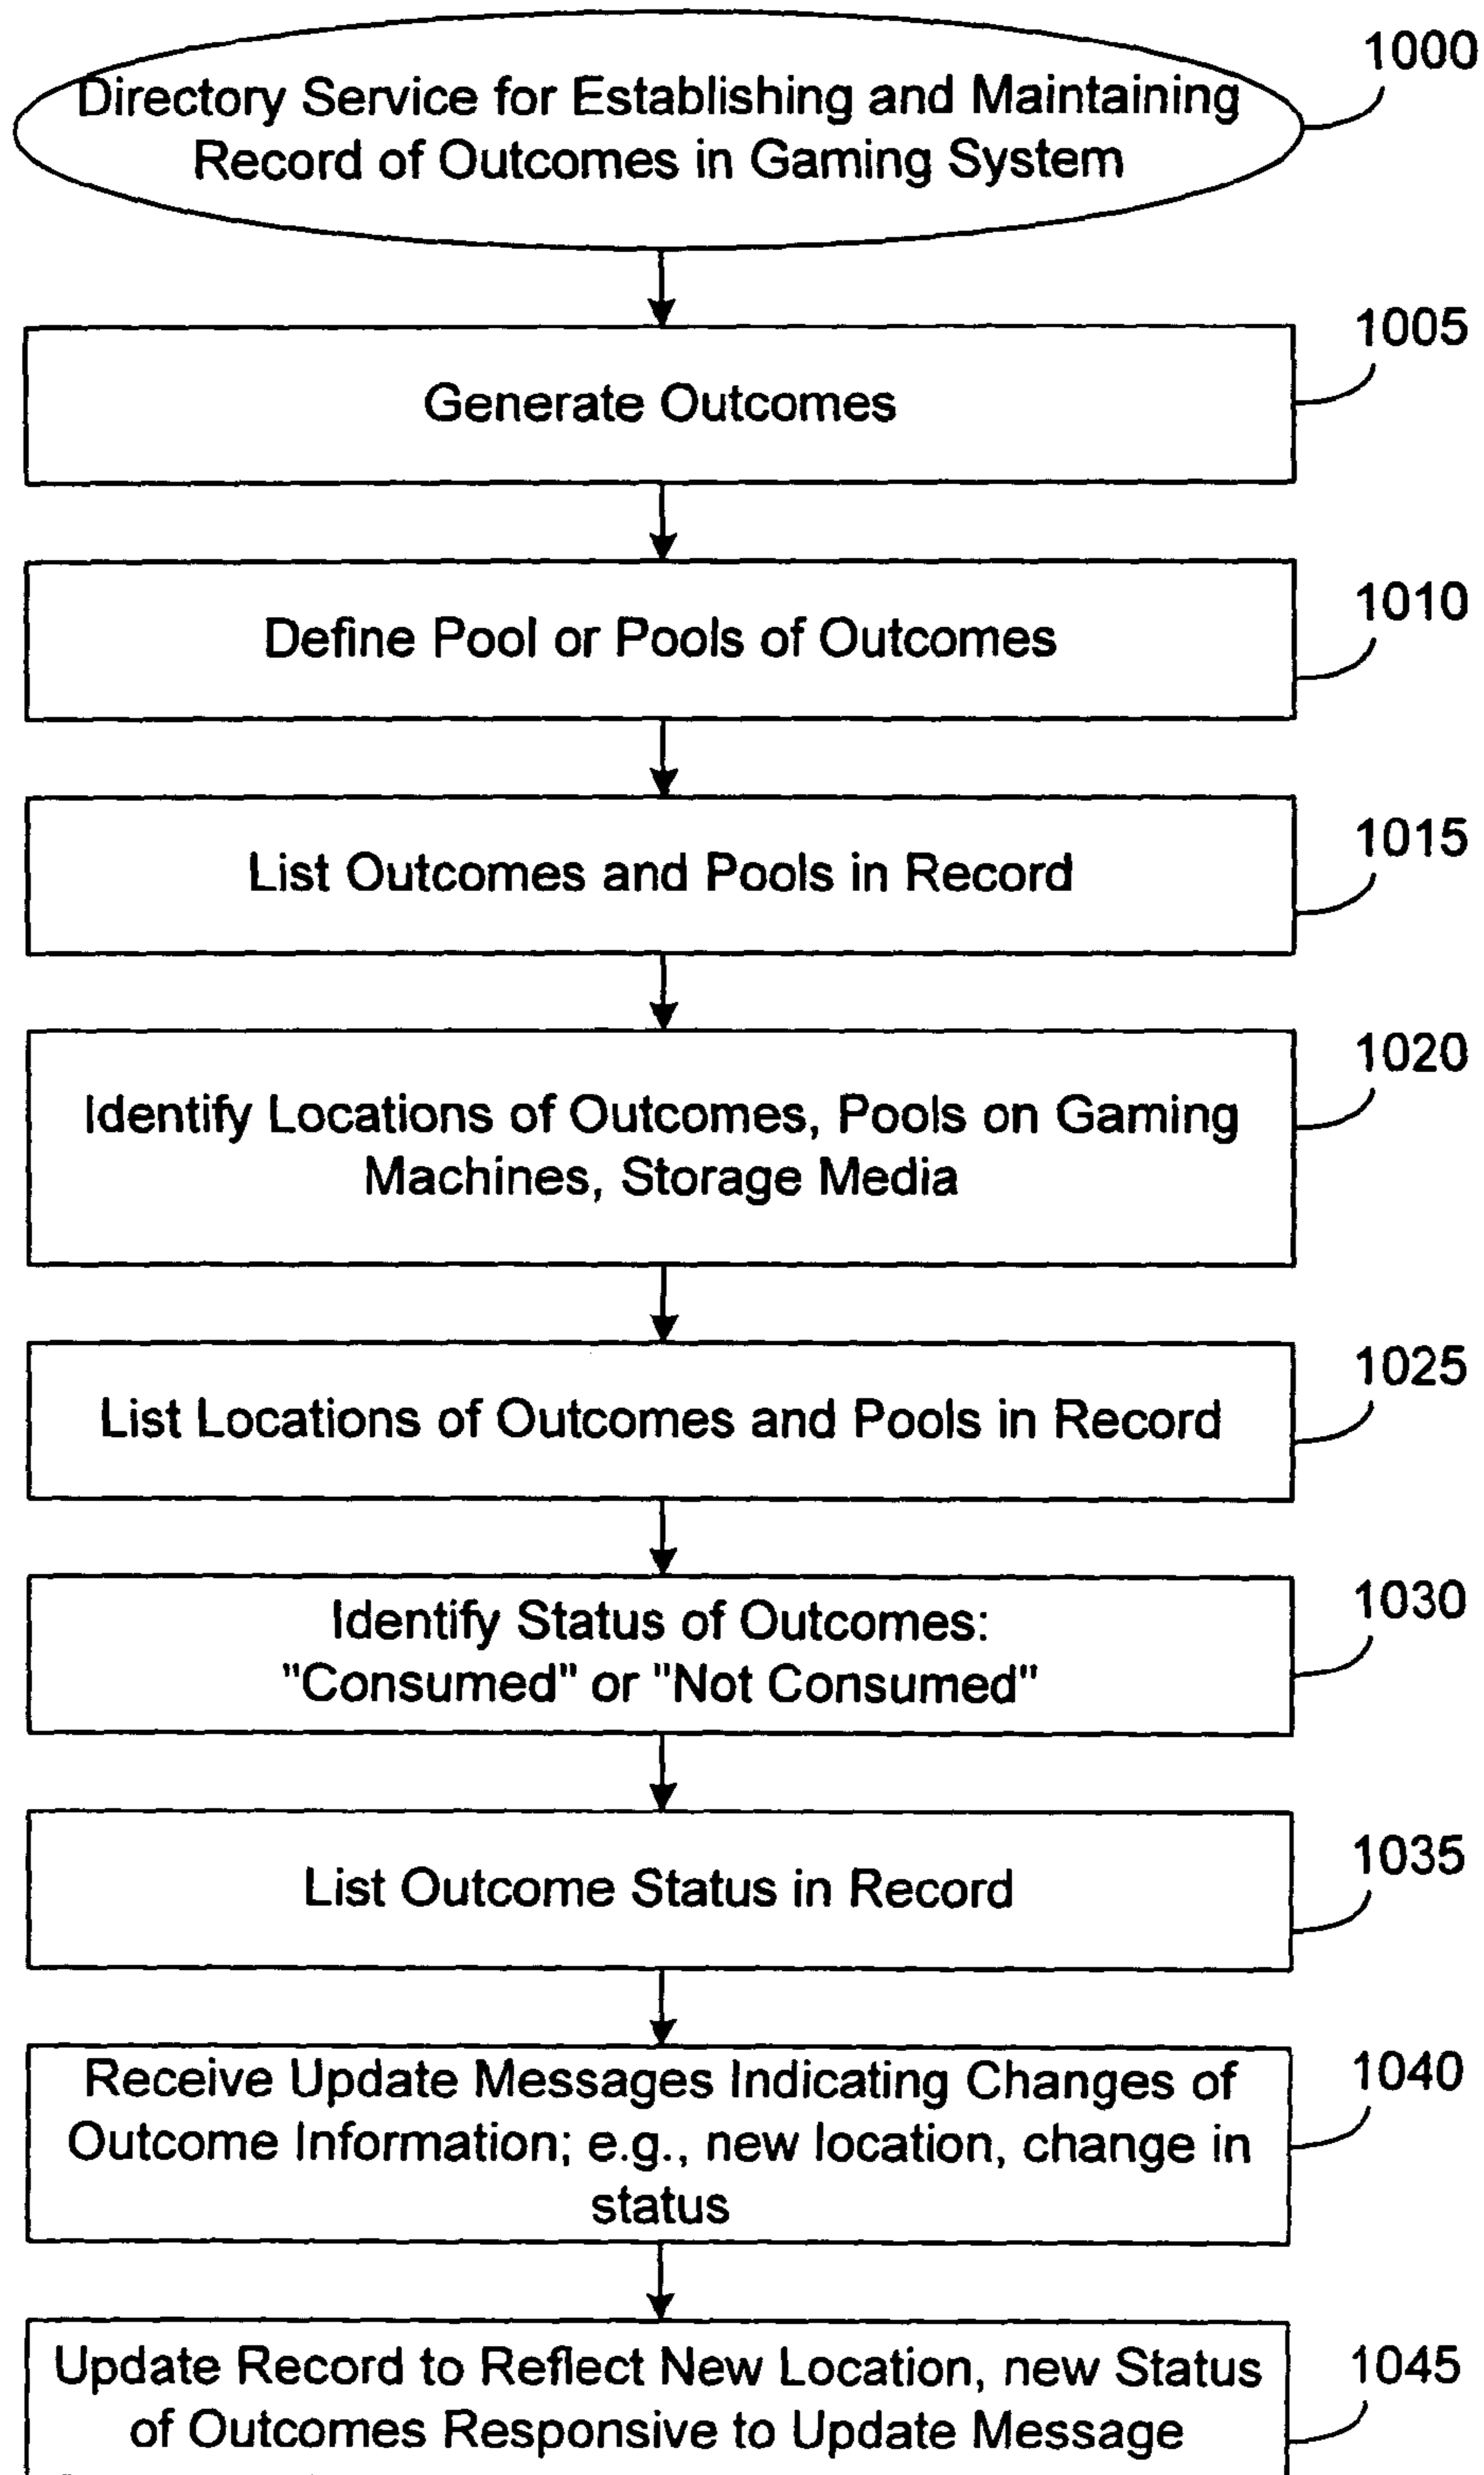 1000
Directory Service for Establishing and Maintaining
Record of Outcomes in Gaming System
1005
Generate Outcomes
1010
Define Pool or Pools of Outcomes
1015
List Outcomes and Pools in Record
1020
Identify Locations of Outcomes, Pools on Gaming
Machines, Storage Media
1025
List Locations of Outcomes and Pools in Record
1030
Identify Status of Outcomes:
"Consumed" or "Not Consumed"
1035
List Outcome Status in Record
1040
Receive Update Messages Indicating Changes of
Outcome Information; e.g., new location, change in
status
1045
Update Record to Reflect New Location, new Status
of Outcomes Responsive to Update Message